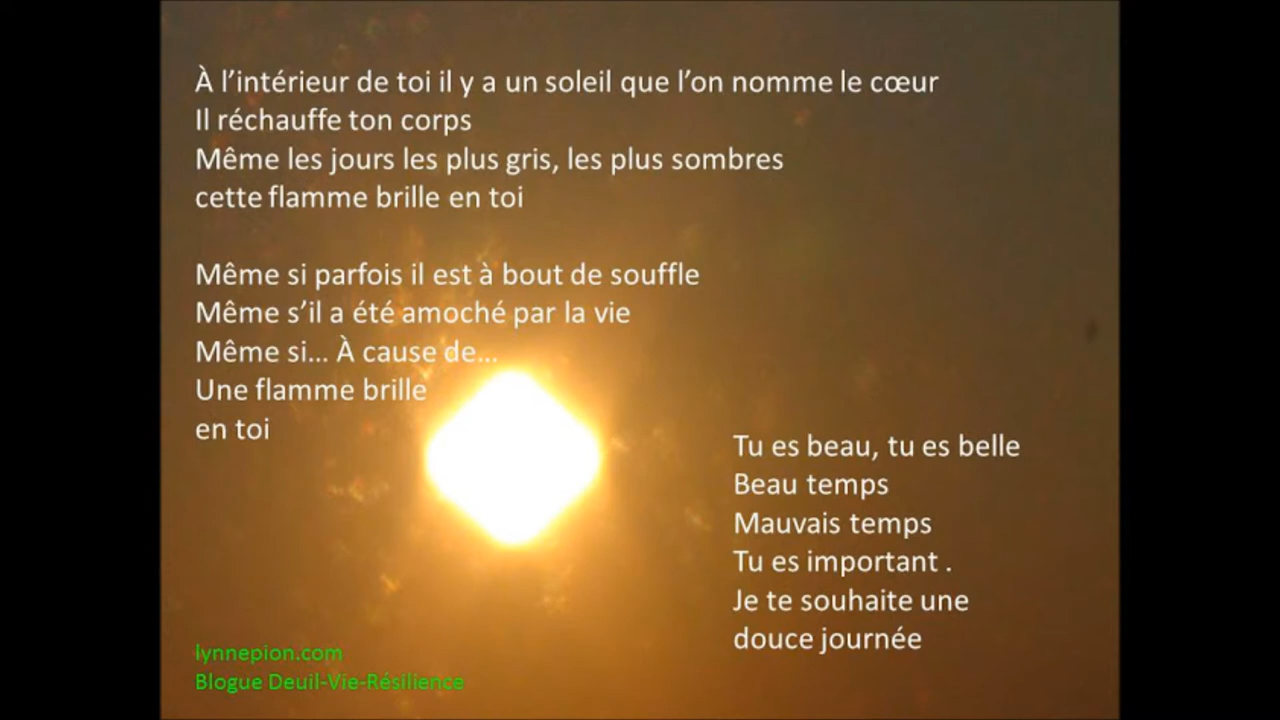 À l’intérieur de toi il y a un soleil que l’on nomme le cœur
Il réchauffe ton corps
Même les jours les plus gris, les plus sombres
cette flamme brille en toi
Même si parfois il est à bout de souffle
Même s’il a été amoché par la vie
Même si... À cause de...
Une flamme brille
en toi
Tu es beau, tu es belle
Beau temps
Mauvais temps
Tu es important .
Je te souhaite une
douce journée
lynnepion.com
Blogue Deuil-Vie-Résilience